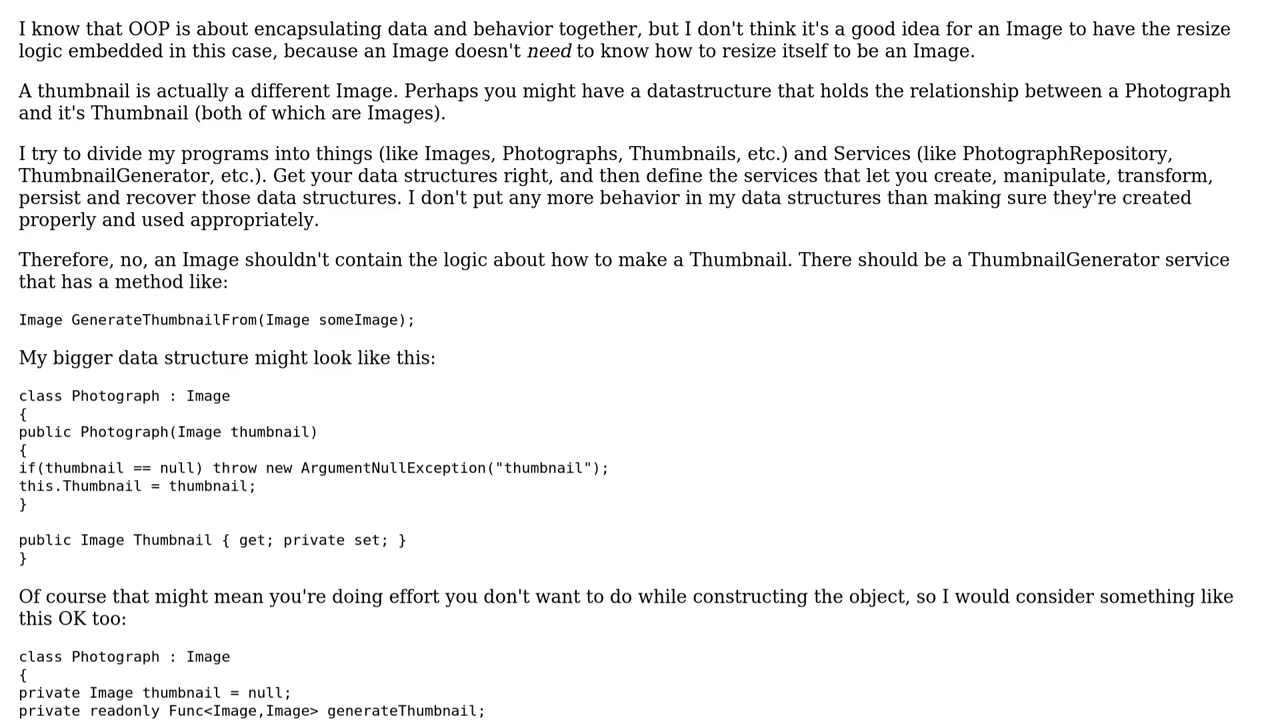 I know that OOP is about encapsulating data and behavior together, but I don't think it's a good idea for an Image to have the resize
logic embedded in this case, because an Image doesn't need to know how to resize itself to be an Image.
A thumbnail is actually a different Image. Perhaps you might have a datastructure that holds the relationship between a Photograph
and it's Thumbnail (both of which are Images).
I try to divide my programs into things (like Images, Photographs, Thumbnails, etc.) and Services (like PhotographRepository,
ThumbnailGenerator, etc.). Get your data structures right, and then define the services that let you create, manipulate, transform,
persist and recover those data structures. I don't put any more behavior in my data structures than making sure they're created
properly and used appropriately.
Therefore, no, an Image shouldn't contain the logic about how to make a Thumbnail. There should be a ThumbnailGenerator service
that has a method like:
Image GenerateThumbnailFrom(Image someImage);
My bigger data structure might look like this:
class Photograph : Image
{
public Photograph(Image thumbnail)
{
if(thumbnail == null) throw new ArgumentNullException("thumbnail");
this.Thumbnail = thumbnail;
}
public Image Thumbnail { get; private set; }
}
Of course that might mean you're doing effort you don't want to do while constructing the object, so I would consider something like
this OK too:
class Photograph : Image
{
private Image thumbnail = null;
private readonly Func<Image,Image> generateThumbnail;